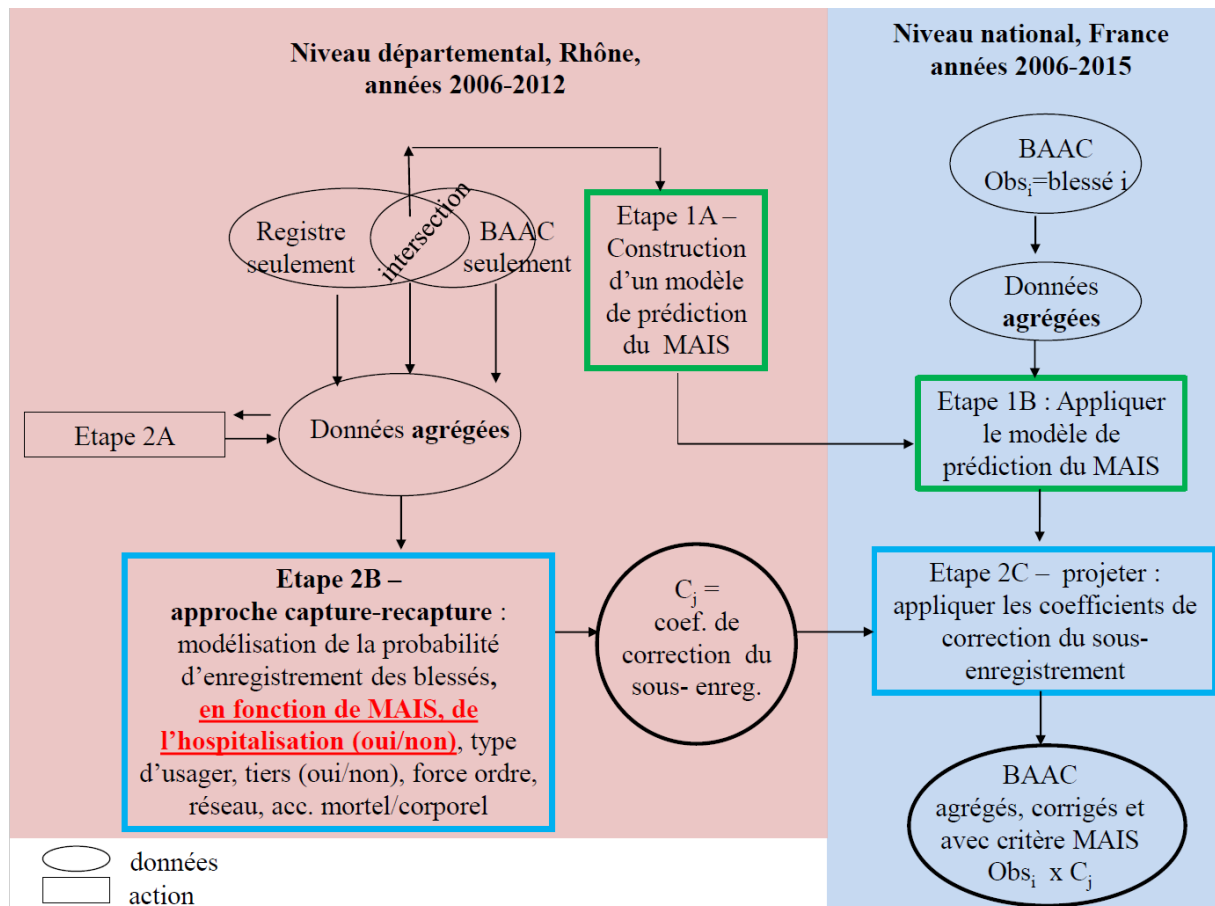 Niveau départemental, Rhône,
années 2006-2012
Registre
seulement
intersection
BAAC
seulement
Etape 1A –
Construction
d’un modèle
de prédiction
du MAIS
Etape 2A
Données agrégées
Etape 2B –
approche capture-recapture :
modélisation de la probabilité
d’enregistrement des blessés,
en fonction de MAIS, de
l’hospitalisation (oui/non), type
d’usager, tiers (oui/non), force ordre,
réseau, acc. mortel/corporel
Cj =
coef. de
correction du
sous- enreg.
données
action
Niveau national, France
années 2006-2015
BAAC
Obsi=blessé i
Données
agrégées
Etape 1B : Appliquer
le modèle de
prédiction du MAIS
Etape 2C – projeter :
appliquer les coefficients de
correction du sous-
enregistrement
BAAC
agrégés, corrigés et
avec critère MAIS
Obsi x Cj